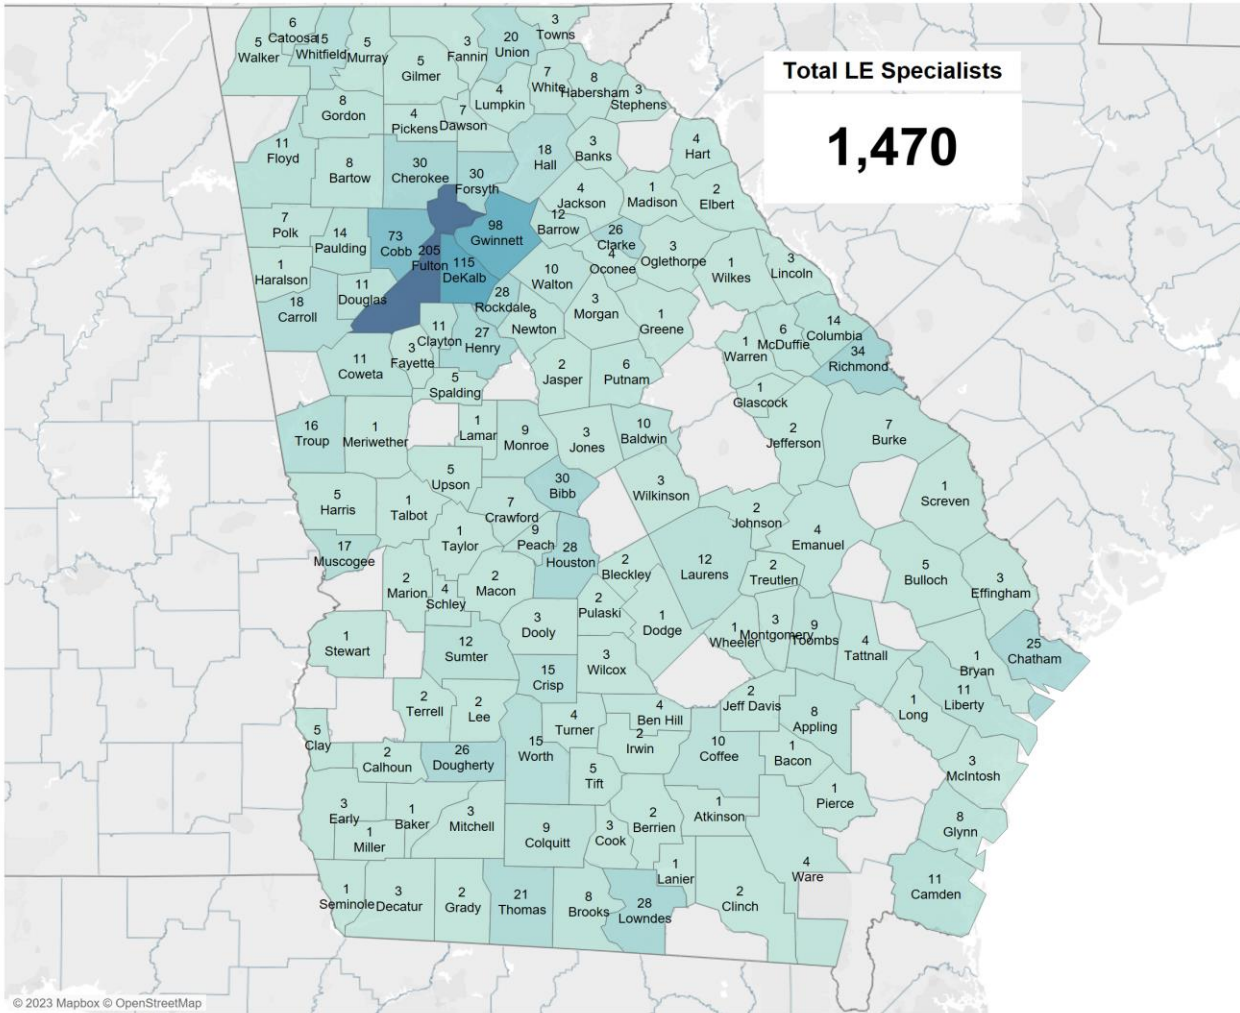 Total LE Specialists
1,470
5
Walker
6
Catoosa
15
Whitfield
5
Murray
5
Gilmer
3
Fannin
20
Union
3
Towns
4
Lumpkin
7
White
8
Habersham
3
Stephens
8
Gordon
4
Pickens
7
Dawson
11
Floyd
8
Bartow
30
Cherokee
30
Forsyth
18
Hall
3
Banks
4
Hart
4
Jackson
1
Madison
2
Elbert
7
Polk
14
Paulding
73
Cobb
205
Fulton
98
Gwinnett
115
DeKalb
12
Barrow
26
Clarke
4
Oconee
3
Oglethorpe
1
Wilkes
3
Lincoln
1
Haralson
18
Carroll
11
Douglas
28
Rockdale
10
Walton
3
Morgan
1
Greene
8
Newton
11
Clayton
27
Henry
3
Fayette
11
Coweta
5
Spalding
2
Jasper
6
Putnam
1
Warren
6
McDuffie
14
Columbia
34
Richmond
1
Glascock
16
Troup
1
Meriwether
1
Lamar
9
Monroe
3
Jones
10
Baldwin
2
Jefferson
7
Burke
5
Upson
30
Bibb
3
Wilkinson
1
Screven
5
Harris
1
Talbot
7
Crawford
9
Peach
28
Houston
1
Taylor
2
Johnson
4
Emanuel
17
Muscogee
2
Marion
4
Schley
2
Macon
2
Bleckley
12
Laurens
2
Treutlen
5
Bulloch
3
Effingham
2
Pulaski
3
Dooly
1
Dodge
1
Wheeler
3
Montgomery
9
Toombs
4
Tattnall
1
Bryan
25
Chatham
1
Stewart
12
Sumter
3
Wilcox
15
Crisp
11
Liberty
1
Long
2
Terrell
2
Lee
4
Turner
4
Ben Hill
2
Irwin
2
Jeff Davis
8
Appling
5
Clay
2
Calhoun
26
Dougherty
15
Worth
5
Tift
10
Coffee
1
Bacon
3
McIntosh
1
Pierce
3
Early
1
Miller
1
Baker
3
Mitchell
9
Colquitt
3
Cook
2
Berrien
1
Atkinson
8
Glynn
1
Lanier
4
Ware
11
Camden
1
Seminole
3
Decatur
2
Grady
21
Thomas
8
Brooks
28
Lowndes
2
Clinch
© 2023 Mapbox © OpenStreetMap